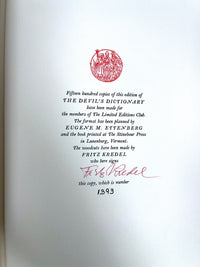 Fifteen hundred copies of this edition of
THE DEVIL'S DICTIONARY
have been made for
the members of The Limited Editions Club.
The format has been planned by
EUGENE M. ETTENBERG
and the book printed at The Stinehour Press
in Lunenburg, Vermont.
The woodcuts have been made by
FRITZ KREDEL
who here signs
Fritz Kredel
this copy, which is number
1393